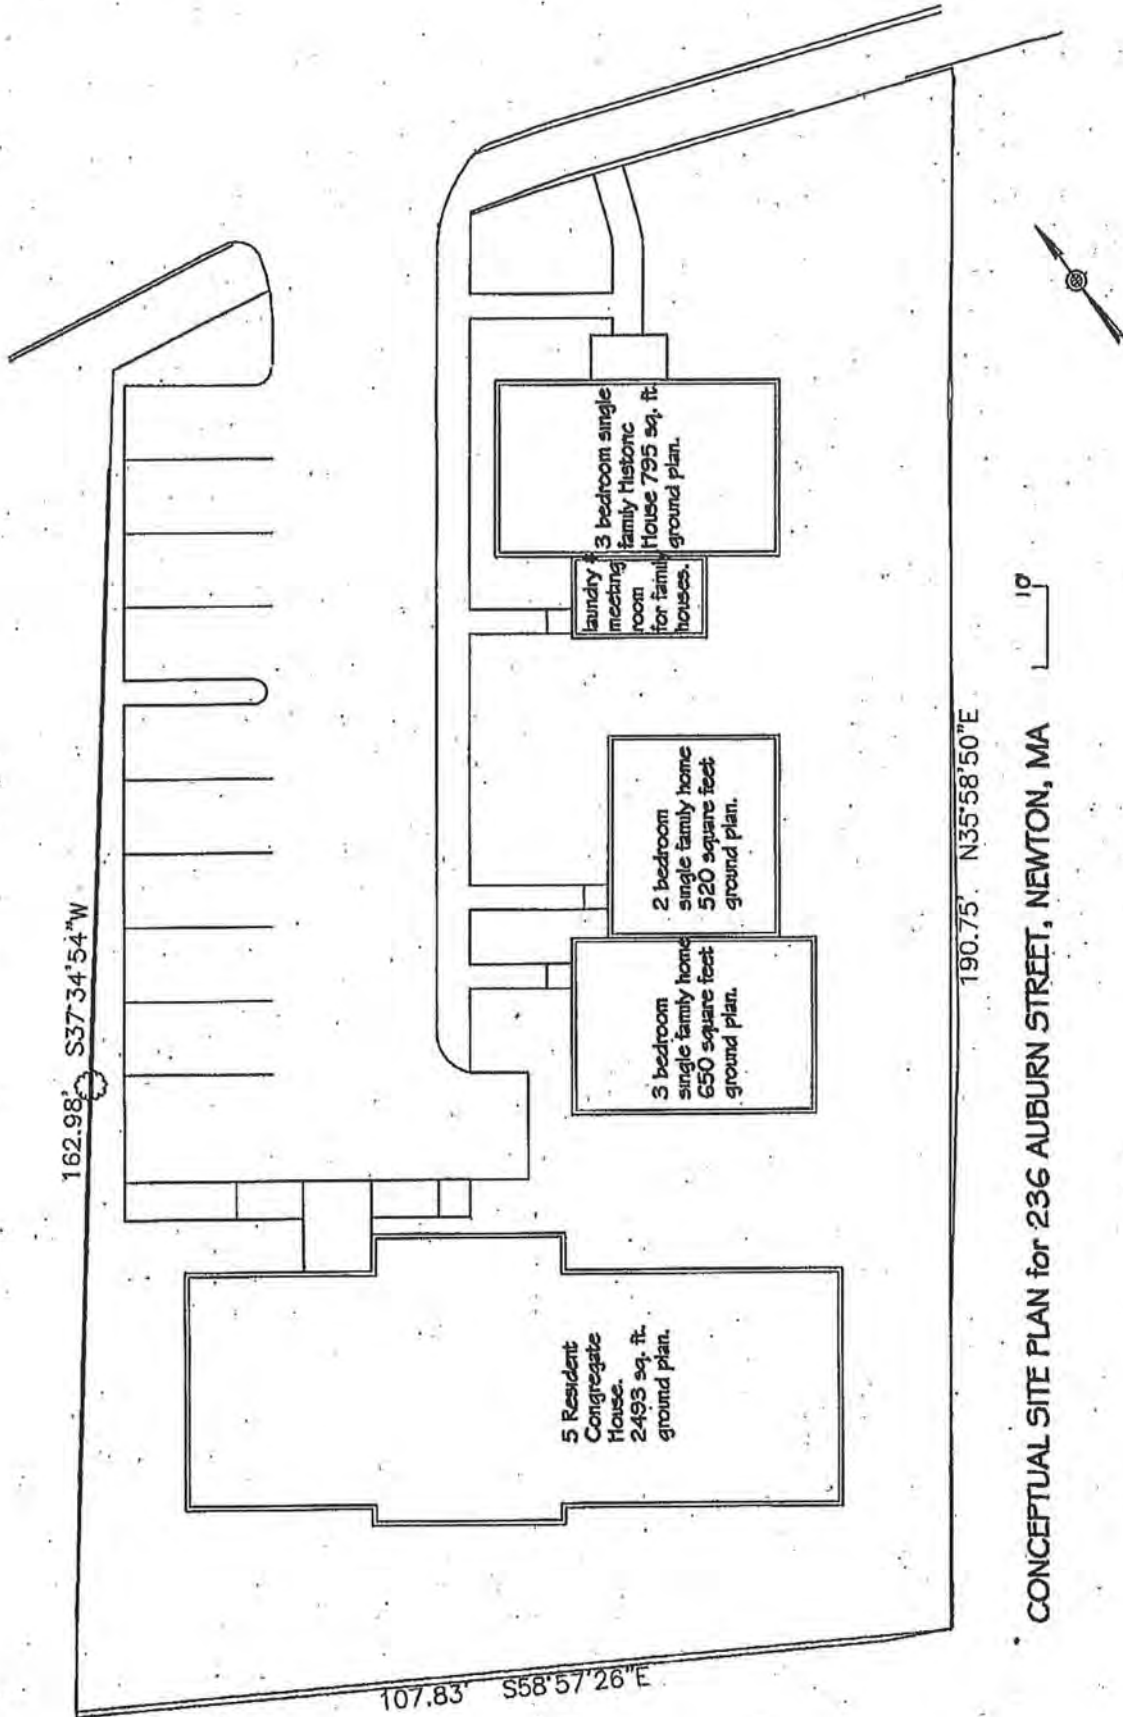 162.98' S37°34'54"W
3 bedroom single
family Historic
House 795 sq. ft.
ground plan.
laundry &
meeting
room
for family
houses.
2 bedroom
single family home
520 square feet
ground plan.
3 bedroom
single family home
650 square feet
ground plan.
5 Resident
Congregate
House.
2493 sq. ft.
ground plan.
107.83' S58°57'26"E
190.75' N35°58'50"E
10'
CONCEPTUAL SITE PLAN for 236 AUBURN STREET, NEWTON, MA